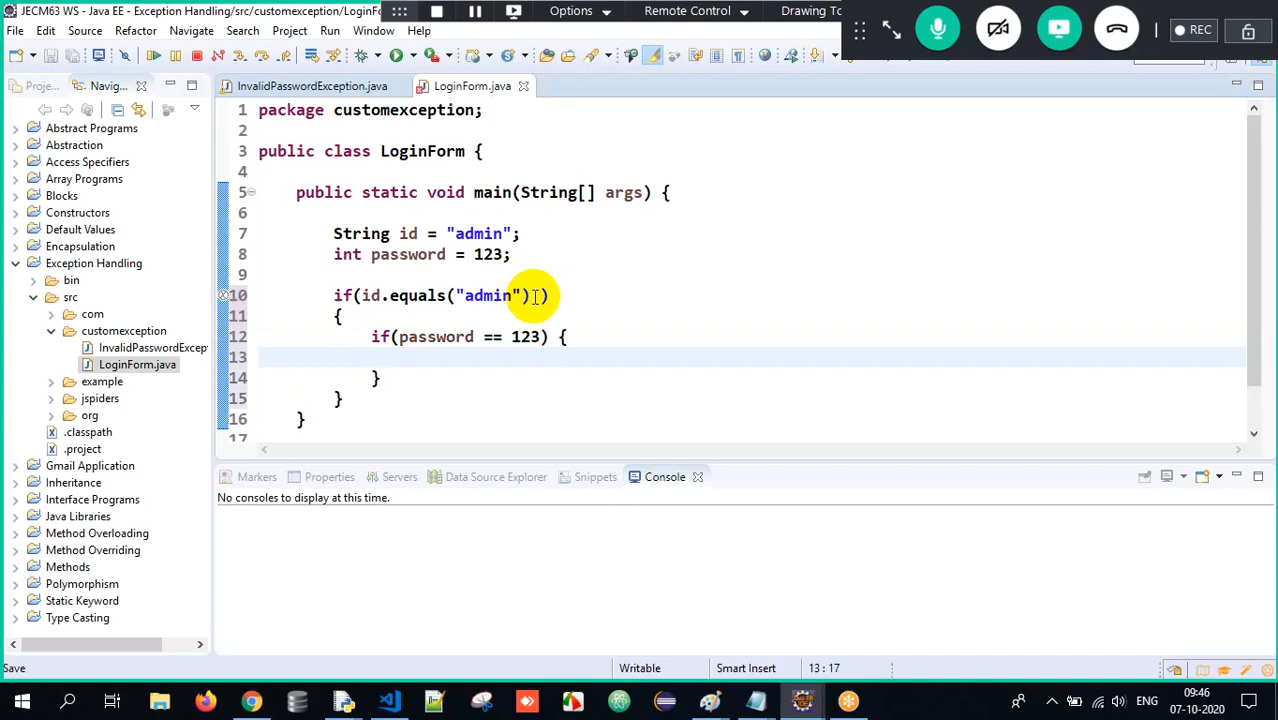 JECM63 WS - Java EE - Exception Handling/src/customexception/LoginFo
Options
Remote Control
Drawing To
REC
File Edit Source Refactor Navigate Search Project Run Window Help
Proje...
Navig...
InvalidPasswordException.java
LoginForm.java
Abstract Programs
Abstraction
Access Specifiers
Array Programs
Blocks
Constructors
Default Values
Encapsulation
Exception Handling
bin
src
com
customexception
InvalidPasswordExcept
LoginForm.java
example
jspiders
org
.classpath
.project
Gmail Application
Inheritance
Interface Programs
Java Libraries
Method Overloading
Method Overriding
Methods
Polymorphism
Static Keyword
Type Casting
1 package customexception;
2
3 public class LoginForm {
4
5 public static void main(String[] args) {
6
7 String id = "admin";
8 int password = 123;
9
10 if(id.equals("admin"))
11 {
12 if(password == 123) {
13
14 }
15 }
16 }
17
Markers Properties Servers Data Source Explorer Snippets Console
No consoles to display at this time.
Save
Writable
Smart Insert
13 : 17
ENG
09:46
07-10-2020